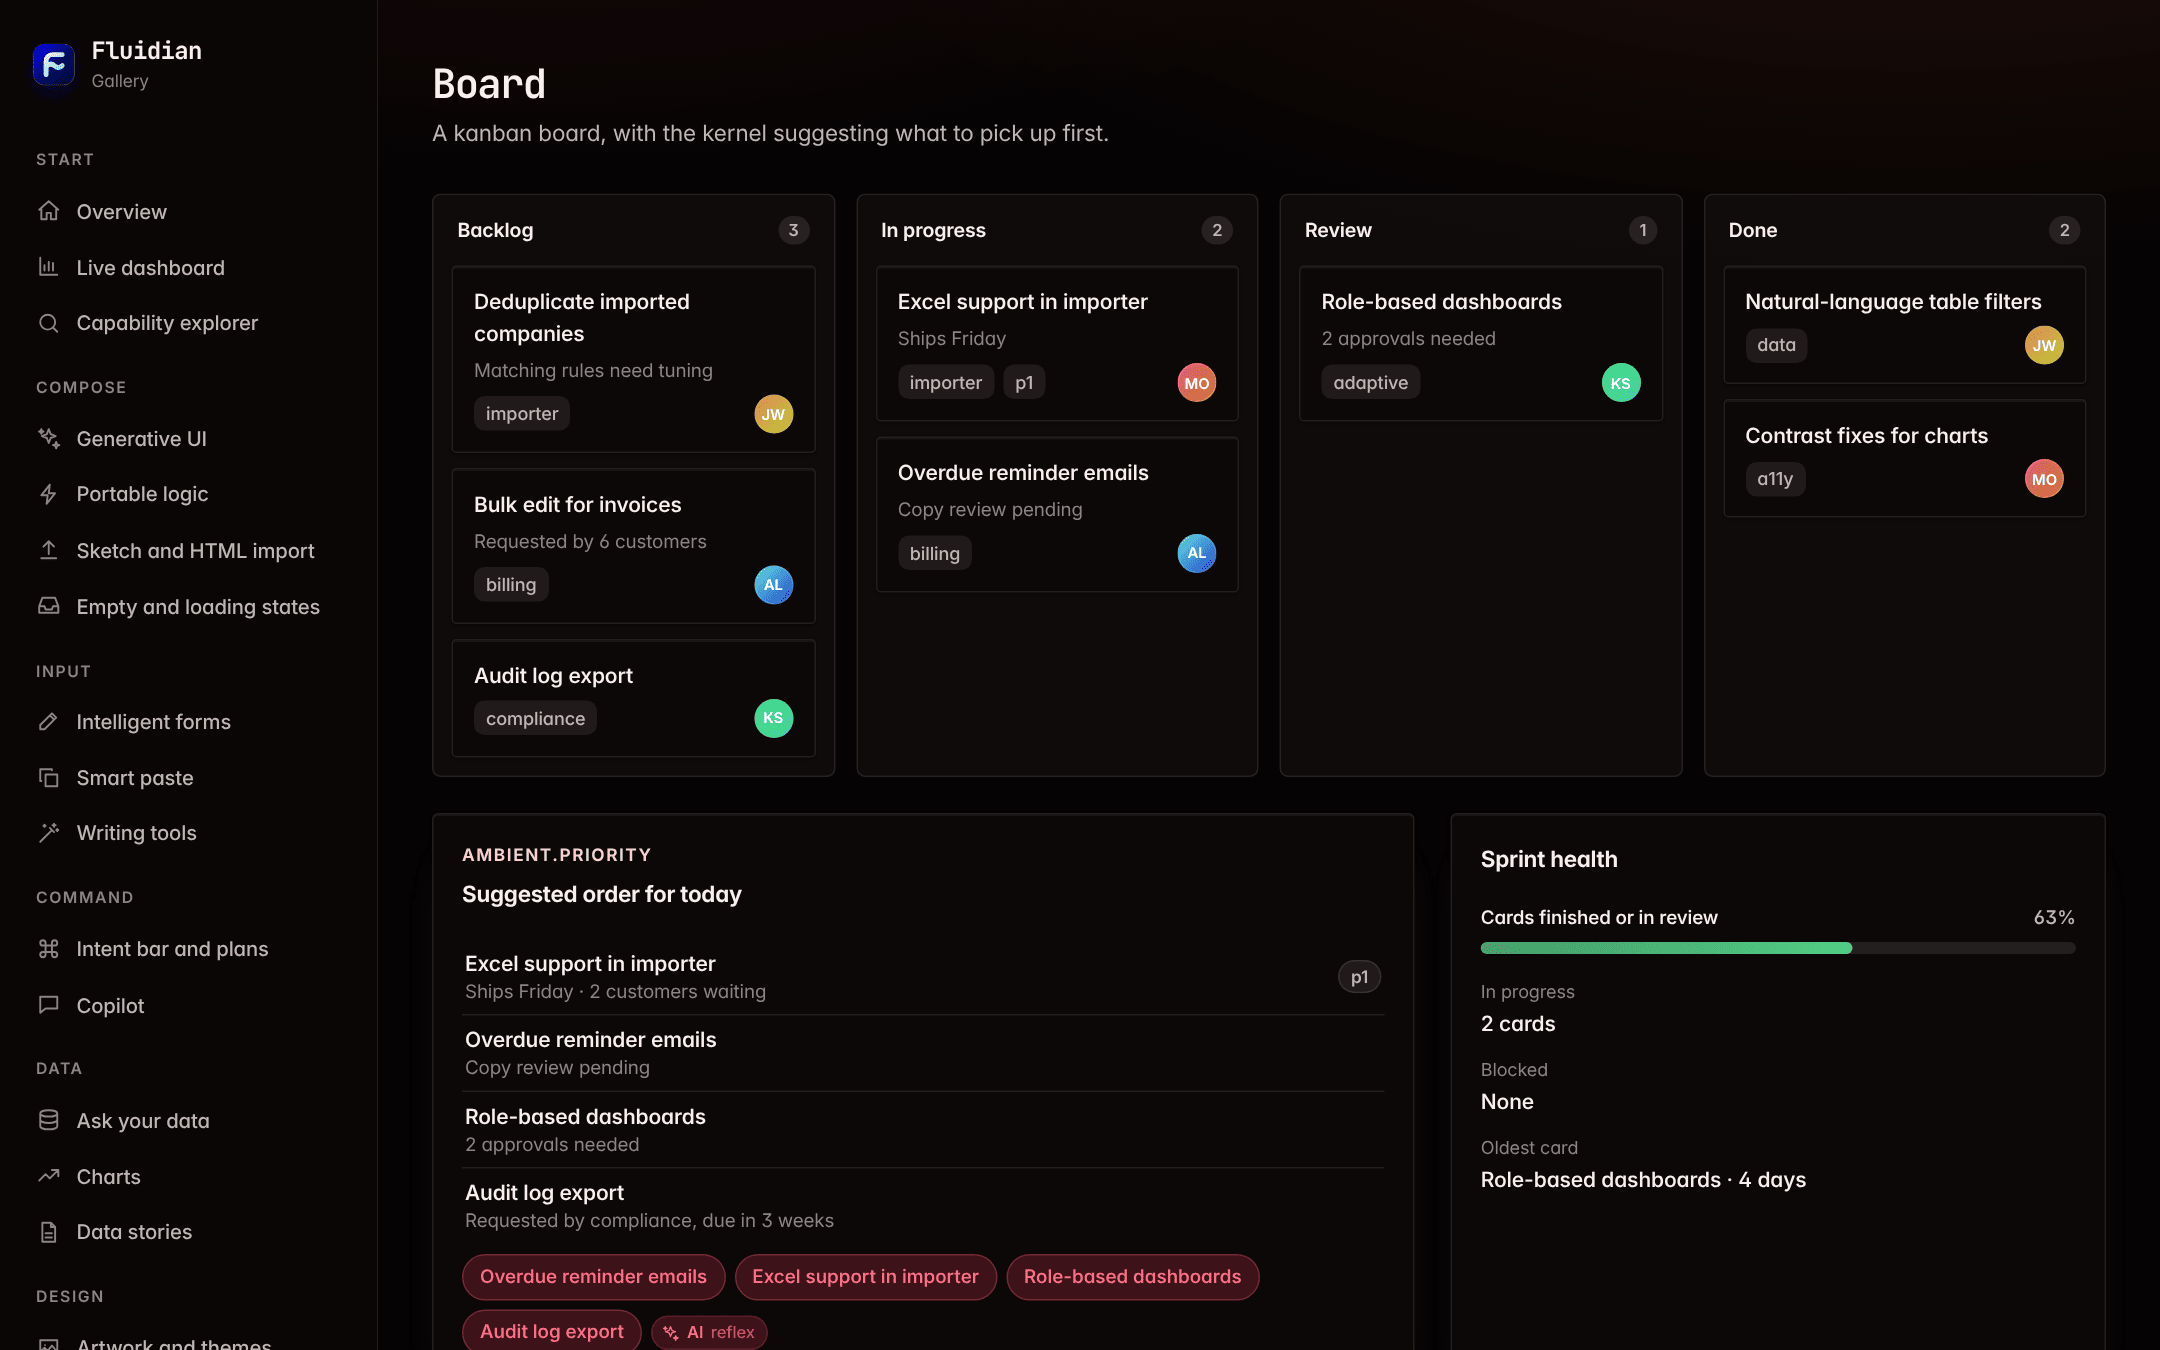 Fluidian
Gallery
START
Overview
Live dashboard
Capability explorer
COMPOSE
Generative UI
Portable logic
Sketch and HTML import
Empty and loading states
INPUT
Intelligent forms
Smart paste
Writing tools
COMMAND
Intent bar and plans
Copilot
DATA
Ask your data
Charts
Data stories
DESIGN
Artwork and themes
Board
A kanban board, with the kernel suggesting what to pick up first.
Backlog 3
Deduplicate imported
companies
Matching rules need tuning
importer JW
Bulk edit for invoices
Requested by 6 customers
billing AL
Audit log export
compliance KS
In progress 2
Excel support in importer
Ships Friday
importer p1 MO
Overdue reminder emails
Copy review pending
billing AL
Review 1
Role-based dashboards
2 approvals needed
adaptive KS
Done 2
Natural-language table filters
data JW
Contrast fixes for charts
a11y MO
AMBIENT.PRIORITY
Suggested order for today
Excel support in importer
Ships Friday · 2 customers waiting
p1
Overdue reminder emails
Copy review pending
Role-based dashboards
2 approvals needed
Audit log export
Requested by compliance, due in 3 weeks
Overdue reminder emails Excel support in importer Role-based dashboards
Audit log export AI reflex
Sprint health
Cards finished or in review 63%
In progress
2 cards
Blocked
None
Oldest card
Role-based dashboards · 4 days